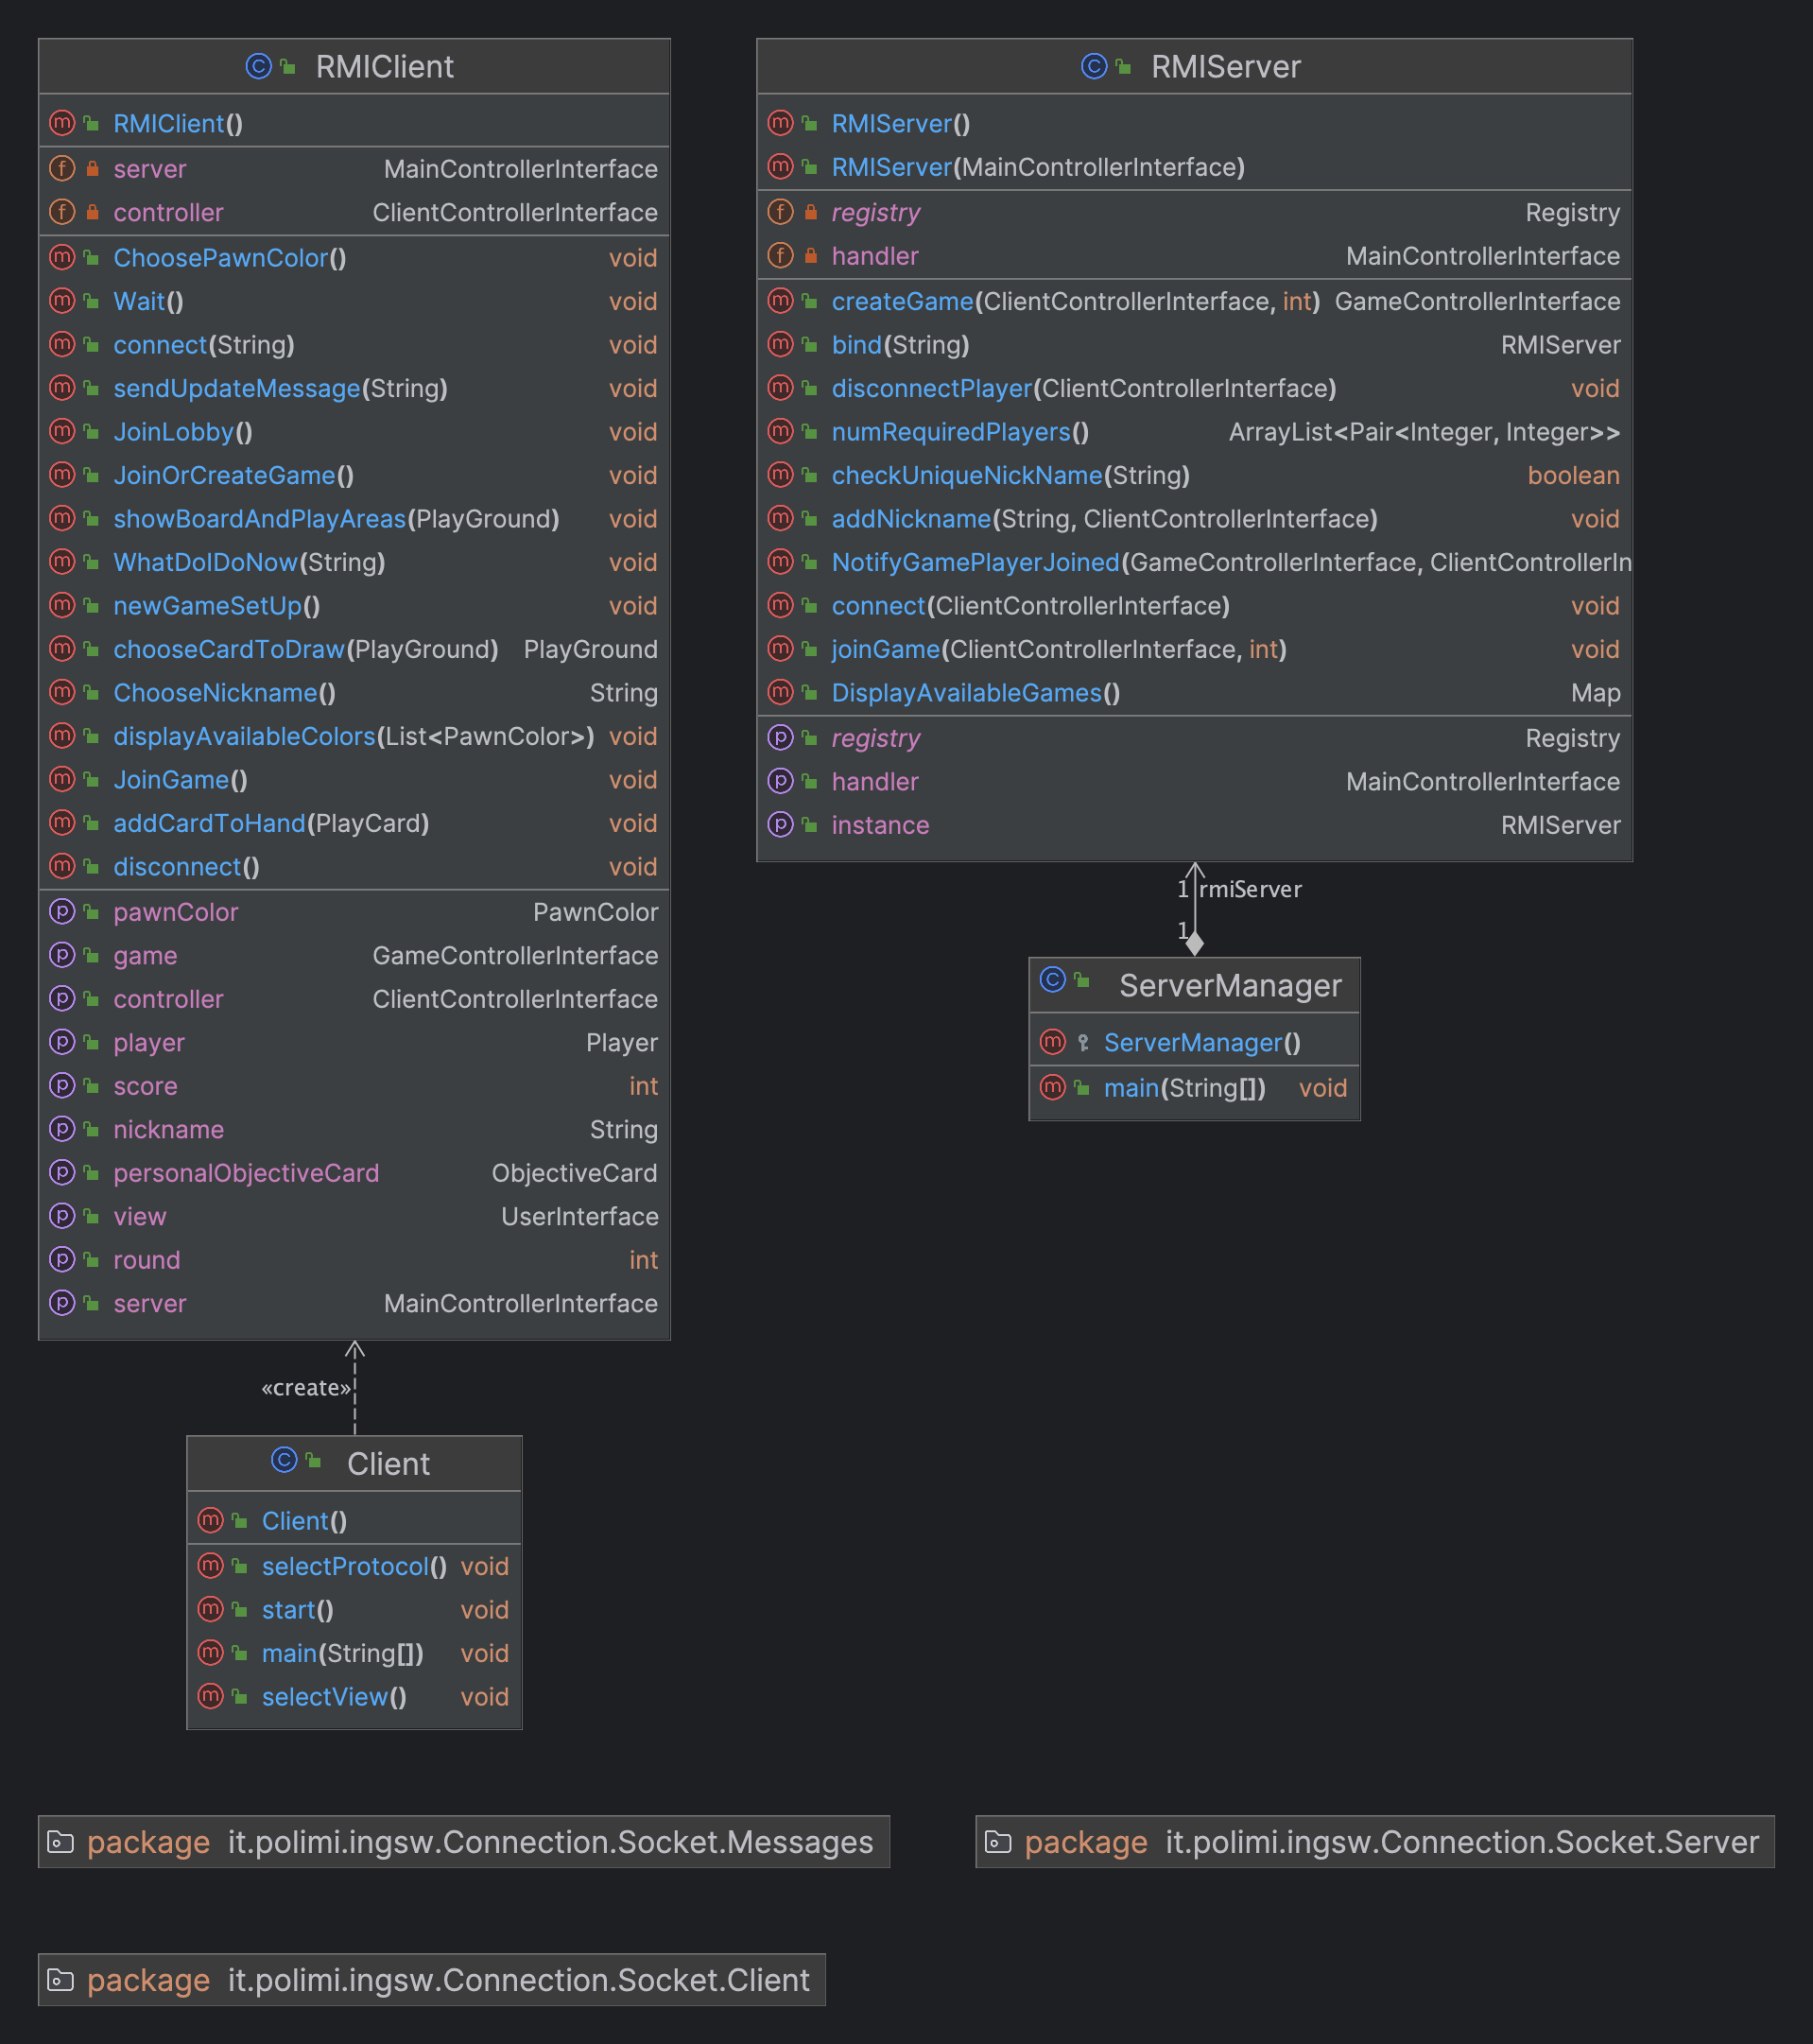 RMIClient
RMIClient()
server MainControllerInterface
controller ClientControllerInterface
ChoosePawnColor() void
Wait() void
connect(String) void
sendUpdateMessage(String) void
JoinLobby() void
JoinOrCreateGame() void
showBoardAndPlayAreas(PlayGround) void
WhatDoIDoNow(String) void
newGameSetUp() void
chooseCardToDraw(PlayGround) PlayGround
ChooseNickname() String
displayAvailableColors(List<PawnColor>) void
JoinGame() void
addCardToHand(PlayCard) void
disconnect() void
pawnColor PawnColor
game GameControllerInterface
controller ClientControllerInterface
player Player
score int
nickname String
personalObjectiveCard ObjectiveCard
view UserInterface
round int
server MainControllerInterface
«create»
Client
Client()
selectProtocol() void
start() void
main(String[]) void
selectView() void
RMIServer
RMIServer()
RMIServer(MainControllerInterface)
registry Registry
handler MainControllerInterface
createGame(ClientControllerInterface, int) GameControllerInterface
bind(String) RMIServer
disconnectPlayer(ClientControllerInterface) void
numRequiredPlayers() ArrayList<Pair<Integer, Integer>>
checkUniqueNickName(String) boolean
addNickname(String, ClientControllerInterface) void
NotifyGamePlayerJoined(GameControllerInterface, ClientControllerIn
connect(ClientControllerInterface) void
joinGame(ClientControllerInterface, int) void
DisplayAvailableGames() Map
registry Registry
handler MainControllerInterface
instance RMIServer
1 rmiServer
1
ServerManager
ServerManager()
main(String[]) void
package it.polimi.ingsw.Connection.Socket.Messages
package it.polimi.ingsw.Connection.Socket.Server
package it.polimi.ingsw.Connection.Socket.Client